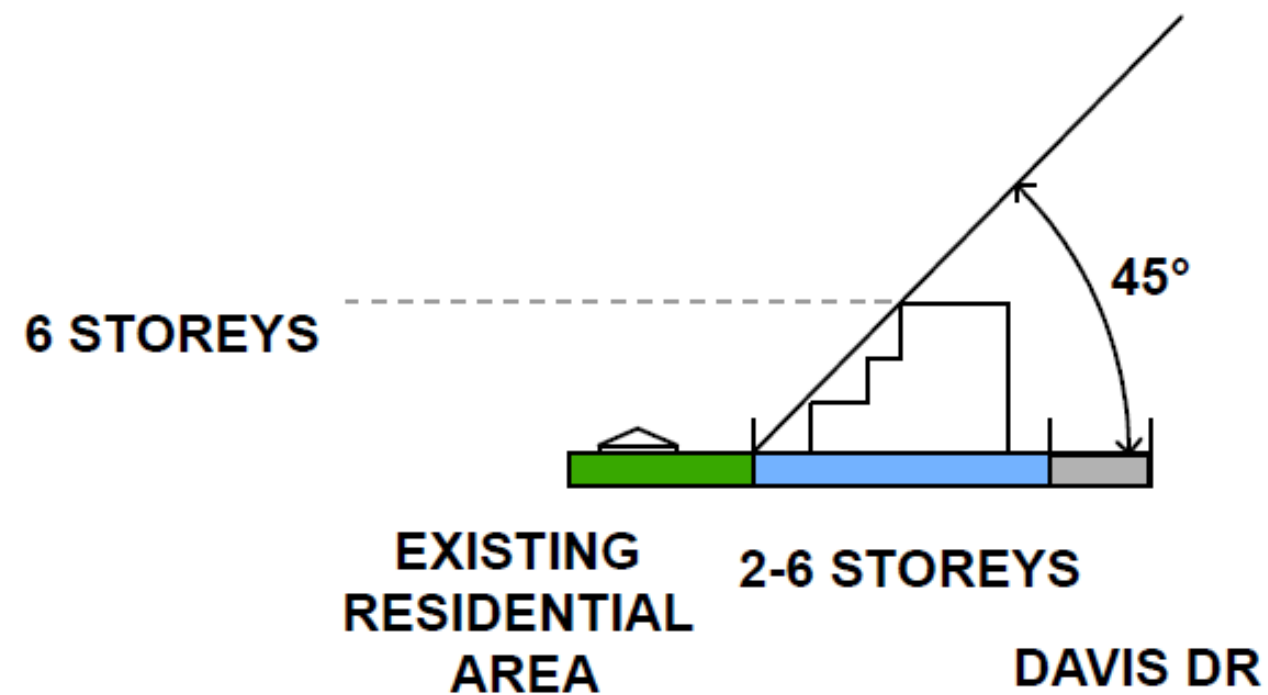 45°
6 STOREYS
EXISTING
RESIDENTIAL
AREA
2-6 STOREYS
DAVIS DR